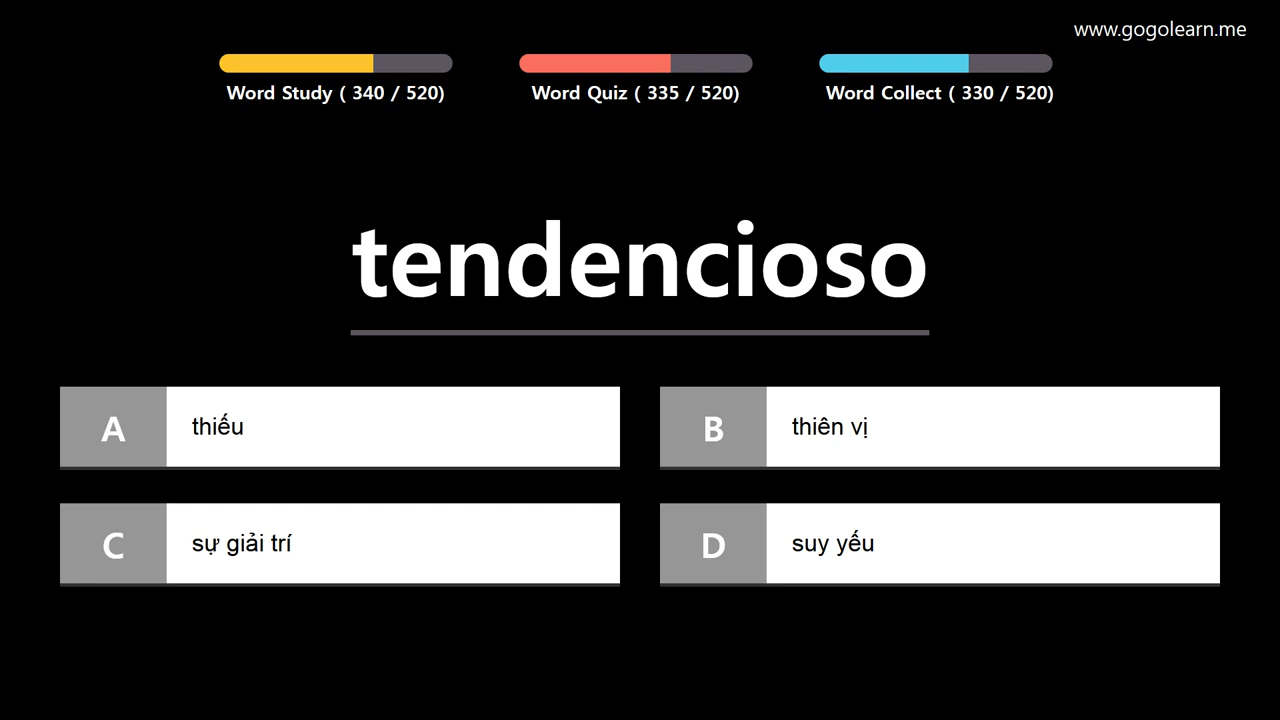 www.gogolearn.me
Word Study ( 340 / 520)
Word Quiz ( 335 / 520)
Word Collect ( 330 / 520)
tendencioso
A thiếu
B thiên vị
C sự giải trí
D suy yếu